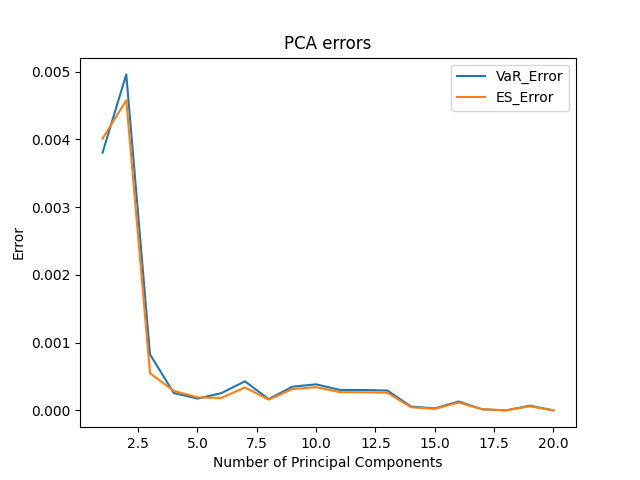 PCA errors
VaR_Error
ES_Error
0.005
0.004
0.003
0.002
0.001
0.000
Error
2.5 5.0 7.5 10.0 12.5 15.0 17.5 20.0
Number of Principal Components